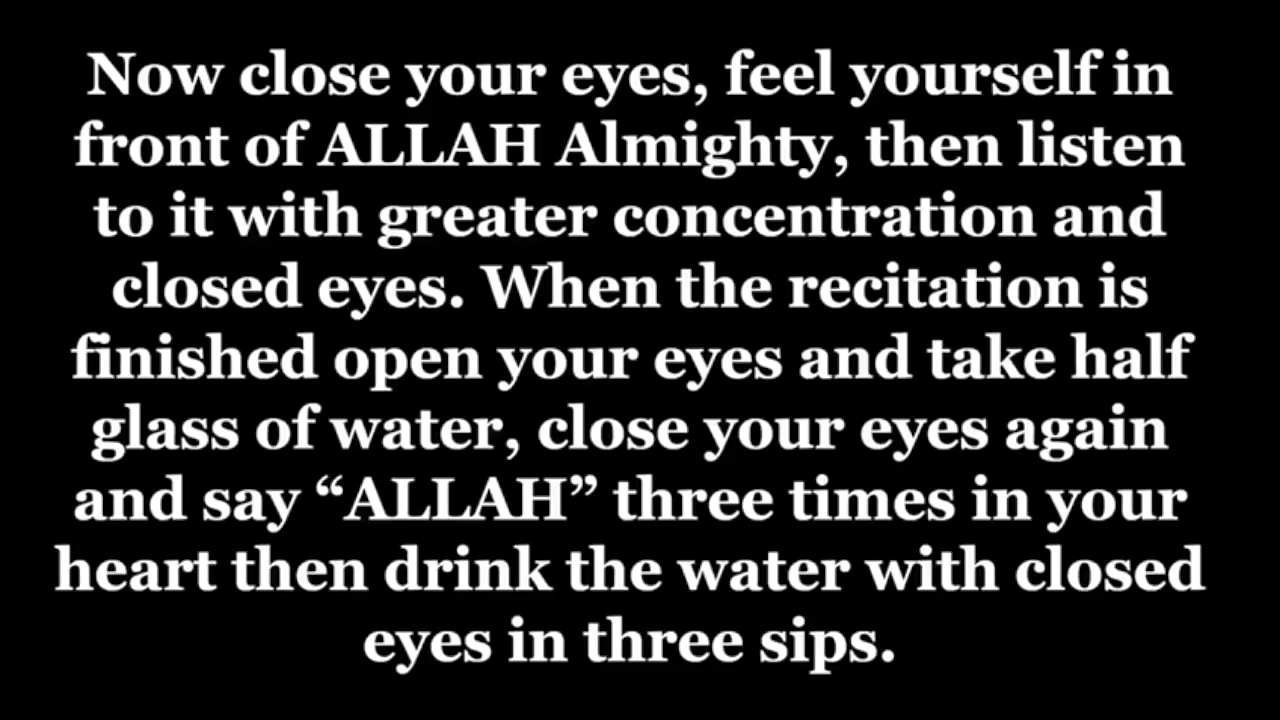 Now close your eyes, feel yourself in
front of ALLAH Almighty, then listen
to it with greater concentration and
closed eyes. When the recitation is
finished open your eyes and take half
glass of water, close your eyes again
and say “ALLAH” three times in your
heart then drink the water with closed
eyes in three sips.